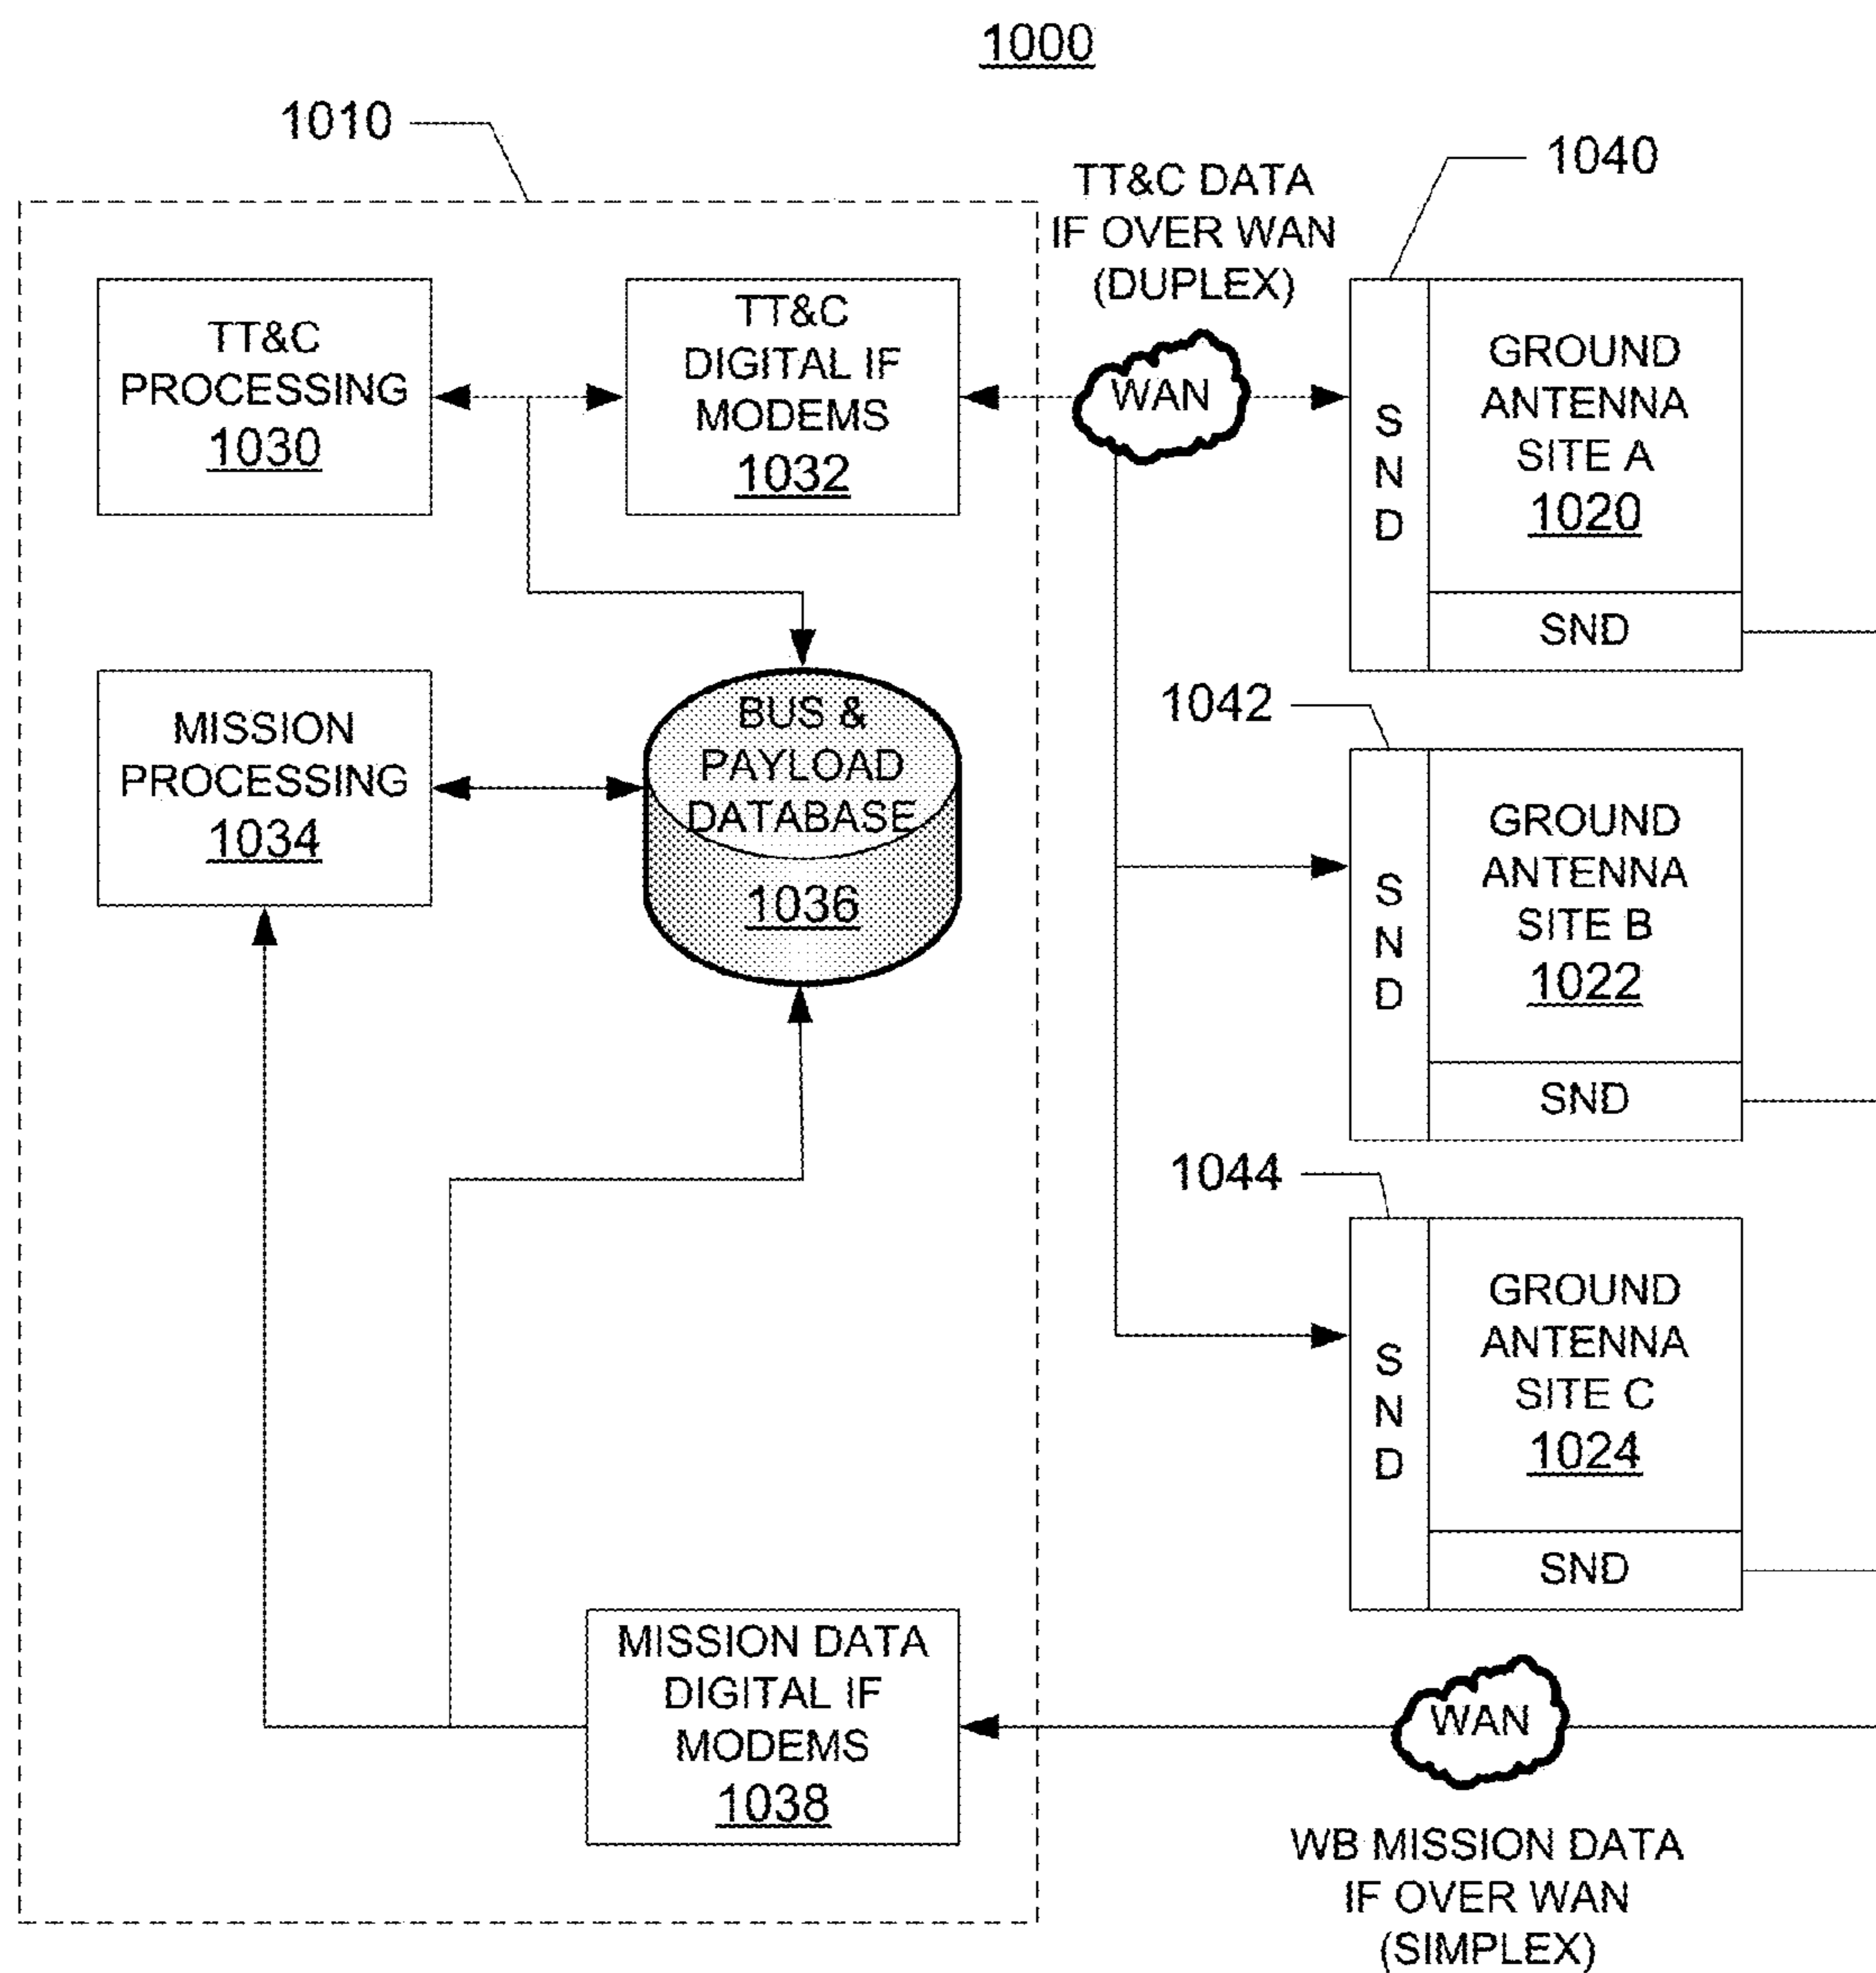 1000
1010
TT&C DATA
IF OVER WAN
(DUPLEX)
1040
TT&C
PROCESSING
1030
TT&C
DIGITAL IF
MODEMS
1032
WAN
S
N
D
GROUND
ANTENNA
SITE A
1020
SND
MISSION
PROCESSING
1034
BUS &
PAYLOAD
DATABASE
1036
1042
S
N
D
GROUND
ANTENNA
SITE B
1022
SND
1044
S
N
D
GROUND
ANTENNA
SITE C
1024
SND
MISSION DATA
DIGITAL IF
MODEMS
1038
WAN
WB MISSION DATA
IF OVER WAN
(SIMPLEX)